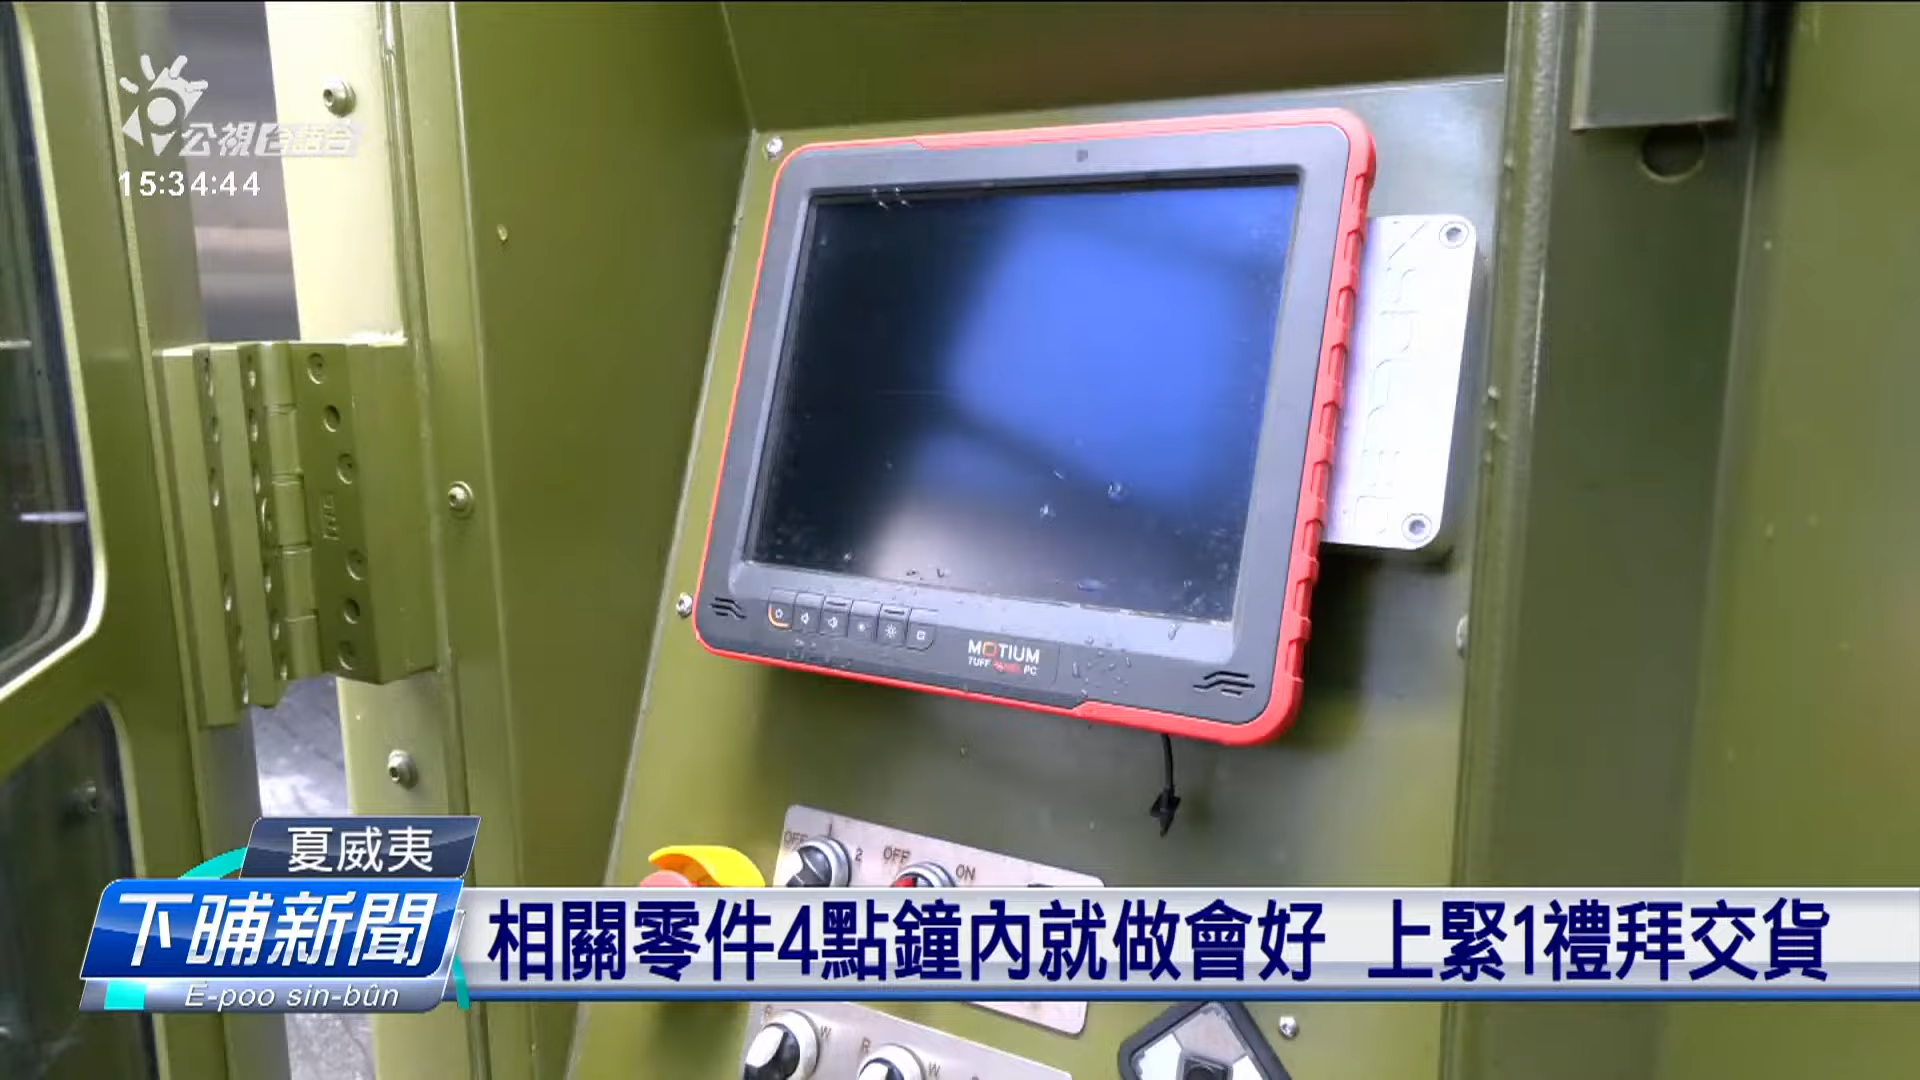 公視台語台
15:34:44
MOTIUM
TUFF PANEL PC
OFF 1 2
OFF ON
夏威夷
下晡新聞
E-poo sin-bûn
相關零件4點鐘內就做會好 上緊1禮拜交貨
R W
R W